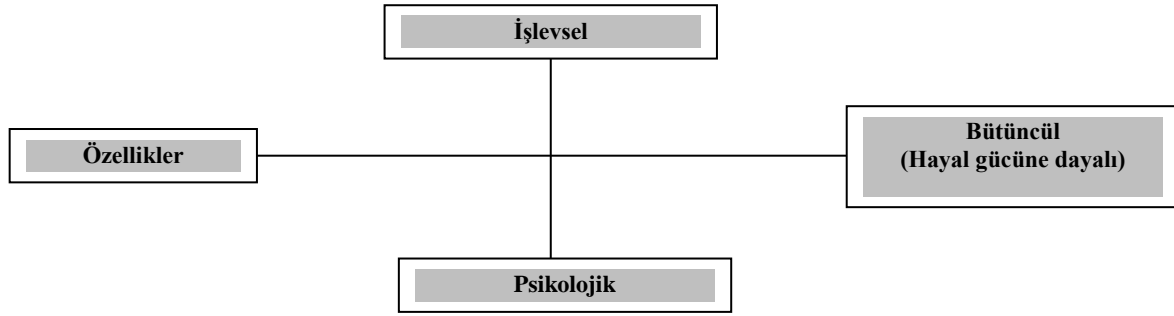 İşlevsel
Özellikler
Bütüncül
(Hayal gücüne dayalı)
Psikolojik